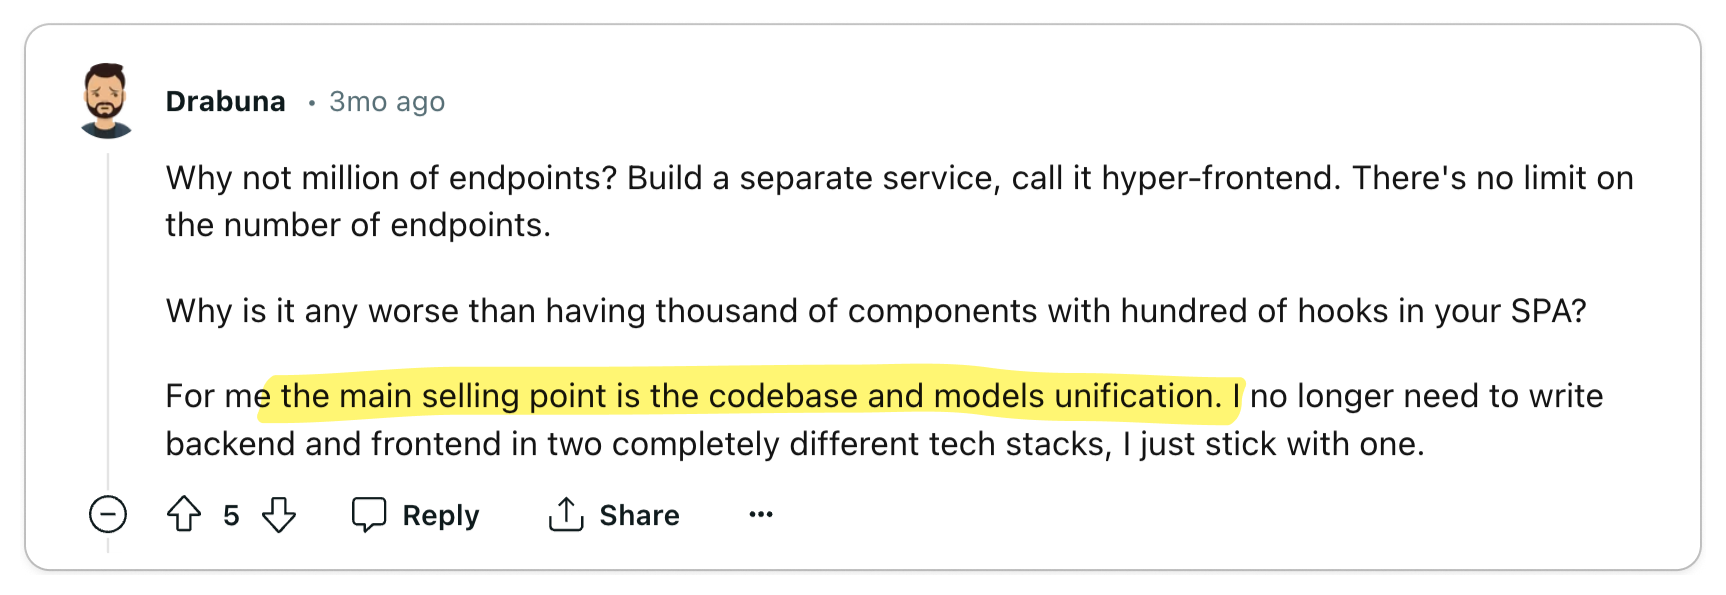 Drabuna • 3mo ago
Why not million of endpoints? Build a separate service, call it hyper-frontend. There's no limit on
the number of endpoints.
Why is it any worse than having thousand of components with hundred of hooks in your SPA?
For me the main selling point is the codebase and models unification. I no longer need to write
backend and frontend in two completely different tech stacks, I just stick with one.
5 Reply Share ...